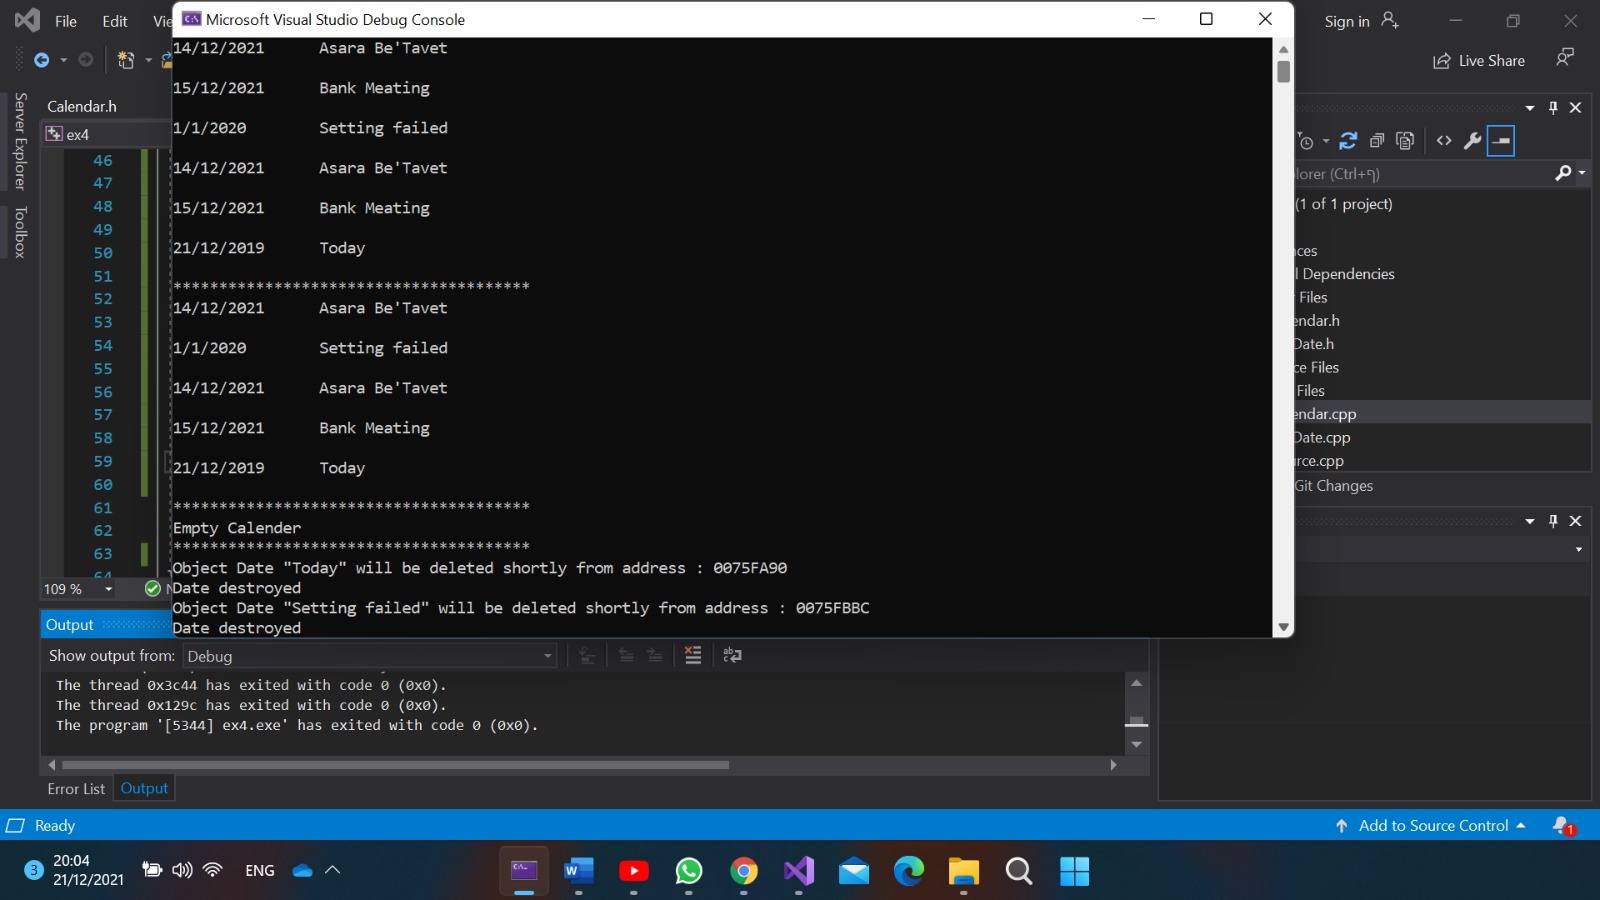 File Edit Vie
Microsoft Visual Studio Debug Console
Sign in
Live Share
Server Explorer
Toolbox
Calendar.h
ex4
46
47
48
49
50
51
52
53
54
55
56
57
58
59
60
61
62
63
64
14/12/2021 Asara Be'Tavet
15/12/2021 Bank Meating
1/1/2020 Setting failed
14/12/2021 Asara Be'Tavet
15/12/2021 Bank Meating
21/12/2019 Today
***************************************
14/12/2021 Asara Be'Tavet
1/1/2020 Setting failed
14/12/2021 Asara Be'Tavet
15/12/2021 Bank Meating
21/12/2019 Today
***************************************
Empty Calender
***************************************
Object Date "Today" will be deleted shortly from address : 0075FA90
Date destroyed
Object Date "Setting failed" will be deleted shortly from address : 0075FBBC
Date destroyed
lorer (Ctrl+ף)
(1 of 1 project)
nces
l Dependencies
r Files
endar.h
Date.h
ce Files
Files
endar.cpp
Date.cpp
urce.cpp
Git Changes
109 %
Output
Show output from: Debug
The thread 0x3c44 has exited with code 0 (0x0).
The thread 0x129c has exited with code 0 (0x0).
The program '[5344] ex4.exe' has exited with code 0 (0x0).
Error List Output
Ready
Add to Source Control
1
3
20:04
21/12/2021
ENG